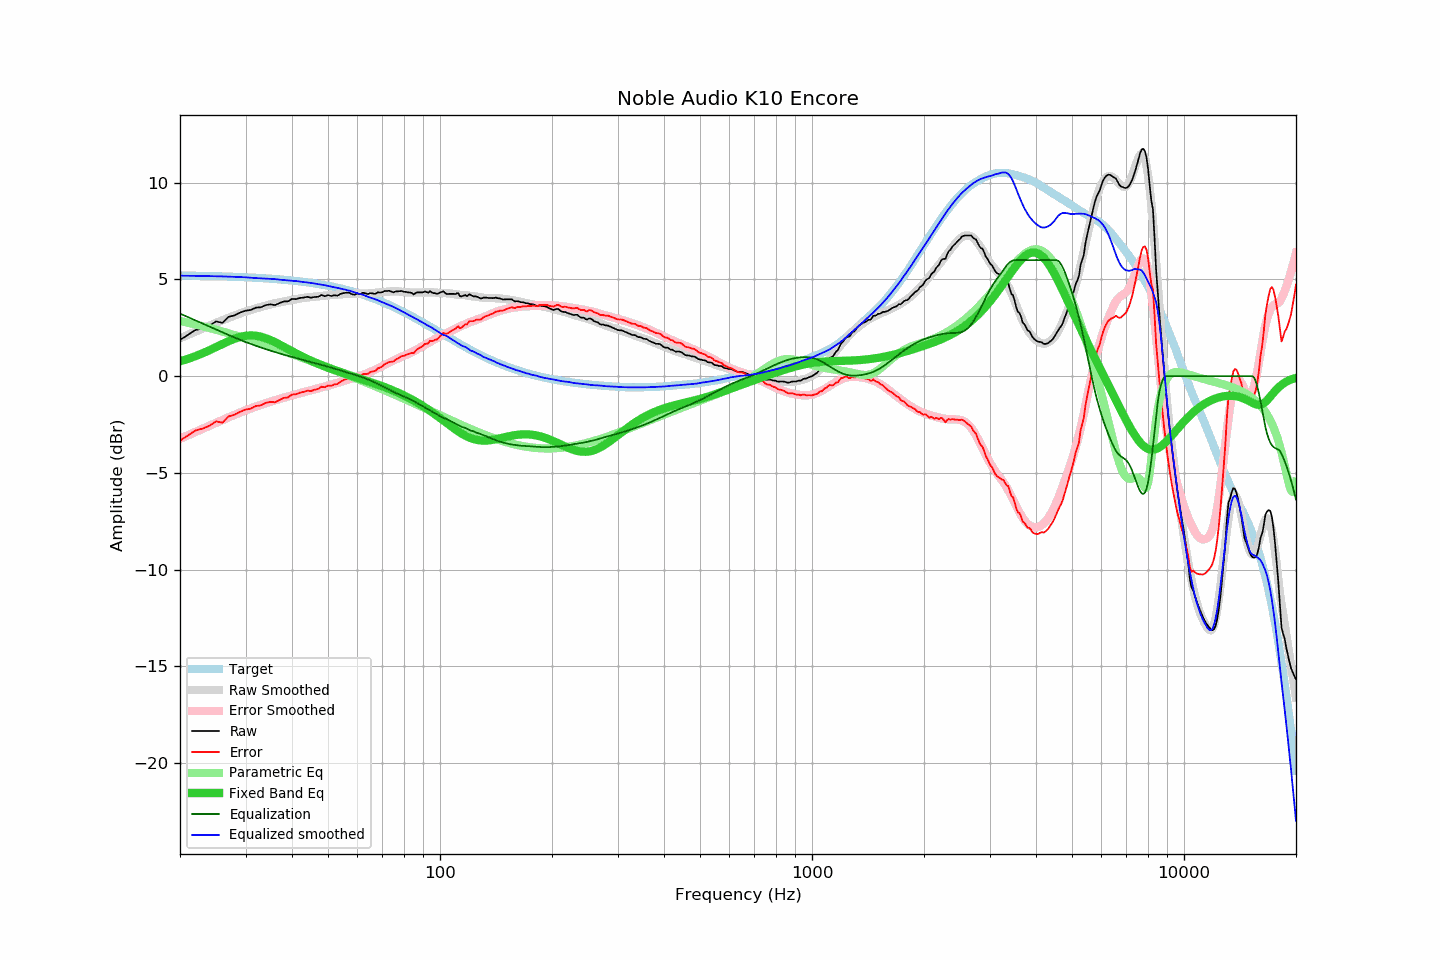 Noble Audio K10 Encore
Amplitude (dBr)
10
5
0
−5
−10
−15
−20
Target
Raw Smoothed
Error Smoothed
Raw
Error
Parametric Eq
Fixed Band Eq
Equalization
Equalized smoothed
100 1000 10000
Frequency (Hz)